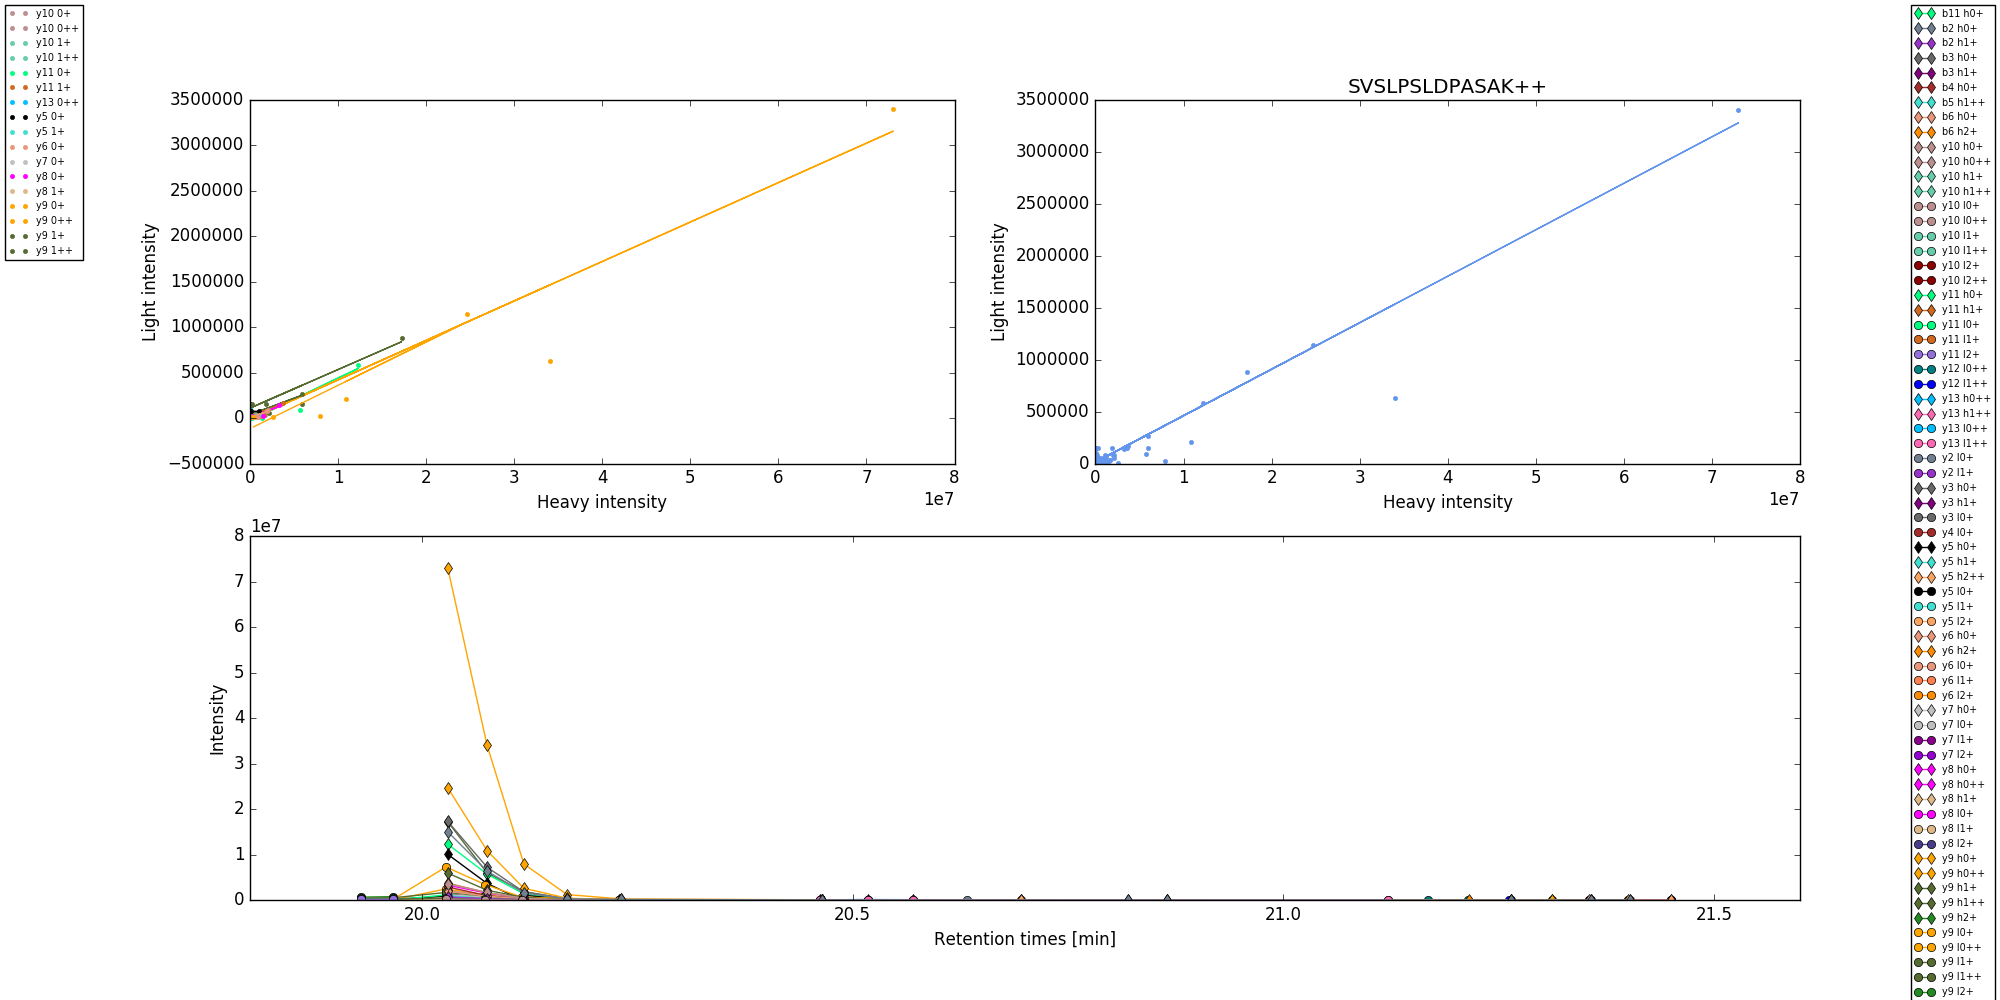 y10 0+
y10 0++
y10 1+
y10 1++
y11 0+
y11 1+
y13 0++
y5 0+
y5 1+
y6 0+
y7 0+
y8 0+
y8 1+
y9 0+
y9 0++
y9 1+
y9 1++
3500000
3000000
2500000
2000000
1500000
1000000
500000
0
−500000
Light intensity
0 1 2 3 4 5 6 7 8
1e7
Heavy intensity
SVSLPSLDPASAK++
3500000
3000000
2500000
2000000
1500000
1000000
500000
0
Light intensity
0 1 2 3 4 5 6 7 8
1e7
Heavy intensity
1e7
8
7
6
5
4
3
2
1
0
Intensity
20.0 20.5 21.0 21.5
Retention times [min]
b11 h0+
b2 h0+
b2 h1+
b3 h0+
b3 h1+
b4 h0+
b5 h1++
b6 h0+
b6 h2+
y10 h0+
y10 h0++
y10 h1+
y10 h1++
y10 l0+
y10 l0++
y10 l1+
y10 l1++
y10 l2+
y10 l2++
y11 h0+
y11 h1+
y11 l0+
y11 l1+
y11 l2+
y12 l0++
y12 l1++
y13 h0++
y13 h1++
y13 l0++
y13 l1++
y2 l0+
y2 l1+
y3 h0+
y3 h1+
y3 l0+
y4 l0+
y5 h0+
y5 h1+
y5 h2++
y5 l0+
y5 l1+
y5 l2+
y6 h0+
y6 h2+
y6 l0+
y6 l1+
y6 l2+
y7 h0+
y7 l0+
y7 l1+
y7 l2+
y8 h0+
y8 h0++
y8 h1+
y8 l0+
y8 l1+
y8 l2+
y9 h0+
y9 h0++
y9 h1+
y9 h1++
y9 h2+
y9 l0+
y9 l0++
y9 l1+
y9 l1++
y9 l2+